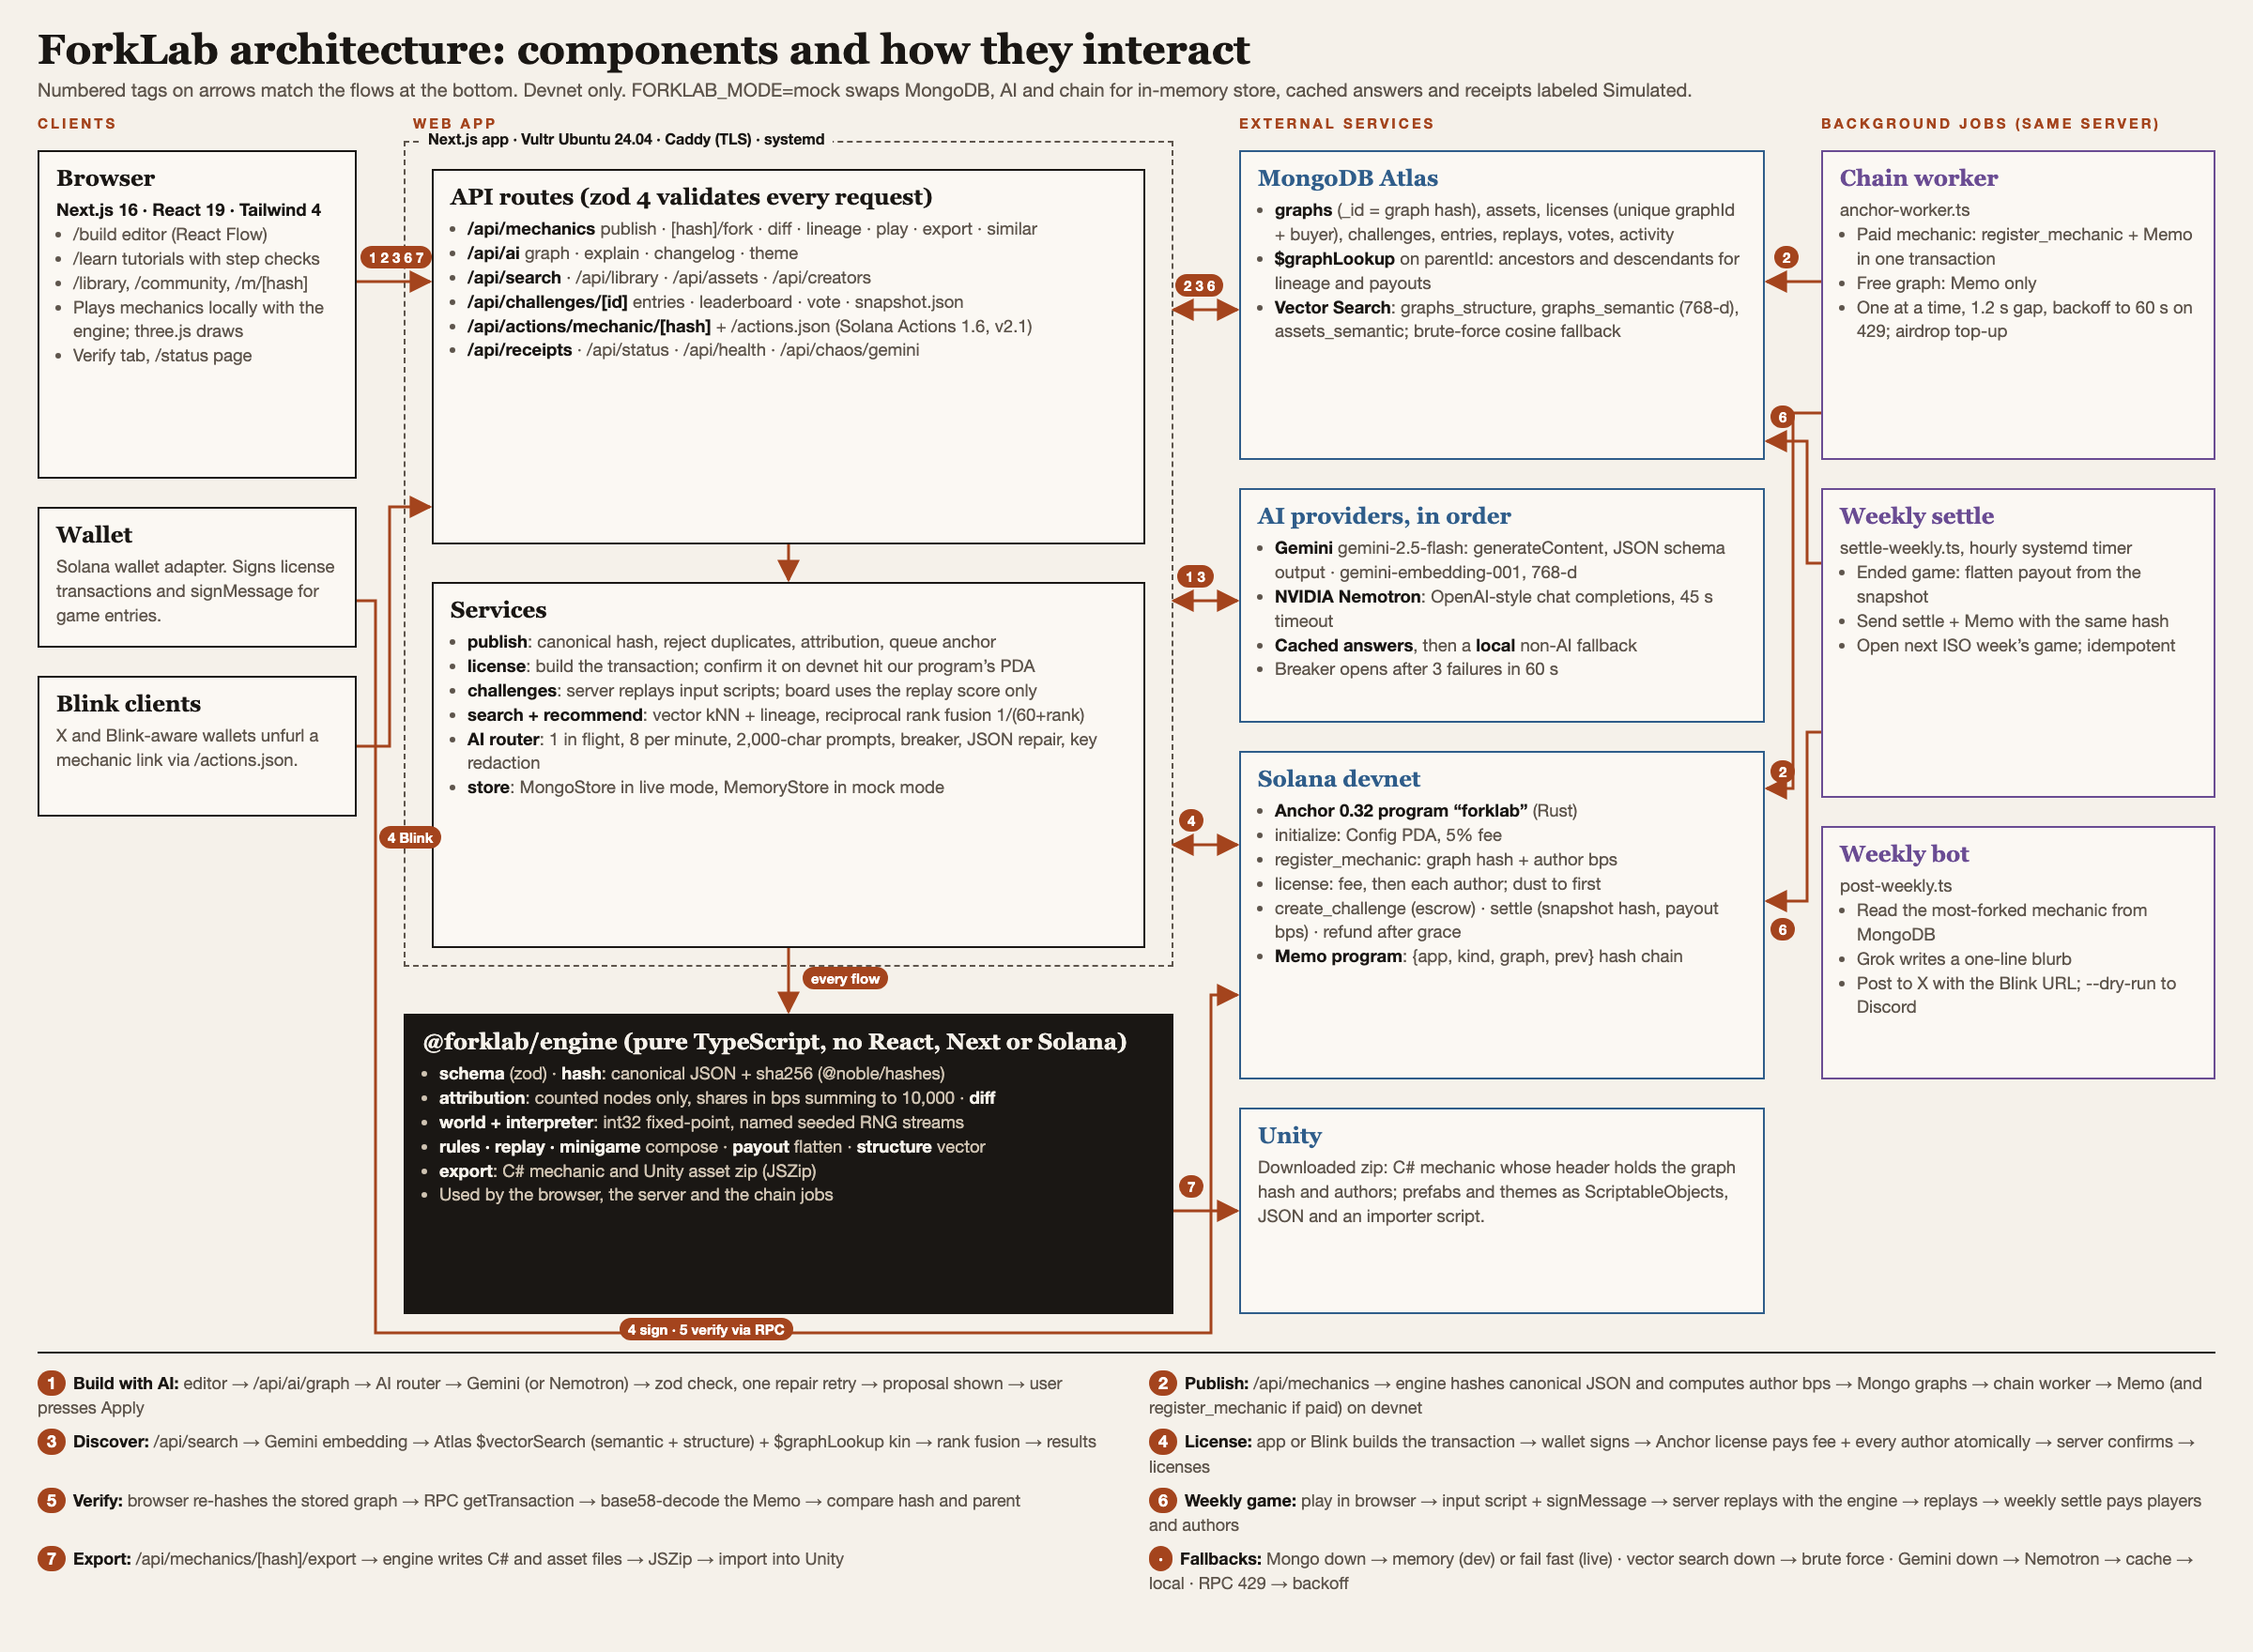 ForkLab architecture: components and how they interact
Numbered tags on arrows match the flows at the bottom. Devnet only. FORKLAB_MODE=mock swaps MongoDB, AI and chain for in-memory store, cached answers and receipts labeled Simulated.
CLIENTS
Browser
Next.js 16 · React 19 · Tailwind 4
• /build editor (React Flow)
• /learn tutorials with step checks
• /library, /community, /m/[hash]
• Plays mechanics locally with the
engine; three.js draws
• Verify tab, /status page
Wallet
Solana wallet adapter. Signs license
transactions and signMessage for
game entries.
Blink clients
X and Blink-aware wallets unfurl a
mechanic link via /actions.json.
1 2 3 6 7
4 Blink
WEB APP
Next.js app · Vultr Ubuntu 24.04 · Caddy (TLS) · systemd
API routes (zod 4 validates every request)
• /api/mechanics publish · [hash]/fork · diff · lineage · play · export · similar
• /api/ai graph · explain · changelog · theme
• /api/search · /api/library · /api/assets · /api/creators
• /api/challenges/[id] entries · leaderboard · vote · snapshot.json
• /api/actions/mechanic/[hash] + /actions.json (Solana Actions 1.6, v2.1)
• /api/receipts · /api/status · /api/health · /api/chaos/gemini
Services
• publish: canonical hash, reject duplicates, attribution, queue anchor
• license: build the transaction; confirm it on devnet hit our program’s PDA
• challenges: server replays input scripts; board uses the replay score only
• search + recommend: vector kNN + lineage, reciprocal rank fusion 1/(60+rank)
• AI router: 1 in flight, 8 per minute, 2,000-char prompts, breaker, JSON repair, key
redaction
• store: MongoStore in live mode, MemoryStore in mock mode
every flow
@forklab/engine (pure TypeScript, no React, Next or Solana)
• schema (zod) · hash: canonical JSON + sha256 (@noble/hashes)
• attribution: counted nodes only, shares in bps summing to 10,000 · diff
• world + interpreter: int32 fixed-point, named seeded RNG streams
• rules · replay · minigame compose · payout flatten · structure vector
• export: C# mechanic and Unity asset zip (JSZip)
• Used by the browser, the server and the chain jobs
4 sign · 5 verify via RPC
2 3 6
1 3
4
7
EXTERNAL SERVICES
MongoDB Atlas
• graphs (_id = graph hash), assets, licenses (unique graphId
+ buyer), challenges, entries, replays, votes, activity
• $graphLookup on parentId: ancestors and descendants for
lineage and payouts
• Vector Search: graphs_structure, graphs_semantic (768-d),
assets_semantic; brute-force cosine fallback
AI providers, in order
• Gemini gemini-2.5-flash: generateContent, JSON schema
output · gemini-embedding-001, 768-d
• NVIDIA Nemotron: OpenAI-style chat completions, 45 s
timeout
• Cached answers, then a local non-AI fallback
• Breaker opens after 3 failures in 60 s
Solana devnet
• Anchor 0.32 program “forklab” (Rust)
• initialize: Config PDA, 5% fee
• register_mechanic: graph hash + author bps
• license: fee, then each author; dust to first
• create_challenge (escrow) · settle (snapshot hash, payout
bps) · refund after grace
• Memo program: {app, kind, graph, prev} hash chain
Unity
Downloaded zip: C# mechanic whose header holds the graph
hash and authors; prefabs and themes as ScriptableObjects,
JSON and an importer script.
2
6
2
6
BACKGROUND JOBS (SAME SERVER)
Chain worker
anchor-worker.ts
• Paid mechanic: register_mechanic + Memo
in one transaction
• Free graph: Memo only
• One at a time, 1.2 s gap, backoff to 60 s on
429; airdrop top-up
Weekly settle
settle-weekly.ts, hourly systemd timer
• Ended game: flatten payout from the
snapshot
• Send settle + Memo with the same hash
• Open next ISO week’s game; idempotent
Weekly bot
post-weekly.ts
• Read the most-forked mechanic from
MongoDB
• Grok writes a one-line blurb
• Post to X with the Blink URL; --dry-run to
Discord
1 Build with AI: editor → /api/ai/graph → AI router → Gemini (or Nemotron) → zod check, one repair retry → proposal shown → user
presses Apply
2 Publish: /api/mechanics → engine hashes canonical JSON and computes author bps → Mongo graphs → chain worker → Memo (and
register_mechanic if paid) on devnet
3 Discover: /api/search → Gemini embedding → Atlas $vectorSearch (semantic + structure) + $graphLookup kin → rank fusion → results
4 License: app or Blink builds the transaction → wallet signs → Anchor license pays fee + every author atomically → server confirms →
licenses
5 Verify: browser re-hashes the stored graph → RPC getTransaction → base58-decode the Memo → compare hash and parent
6 Weekly game: play in browser → input script + signMessage → server replays with the engine → replays → weekly settle pays players
and authors
7 Export: /api/mechanics/[hash]/export → engine writes C# and asset files → JSZip → import into Unity
· Fallbacks: Mongo down → memory (dev) or fail fast (live) · vector search down → brute force · Gemini down → Nemotron → cache →
local · RPC 429 → backoff